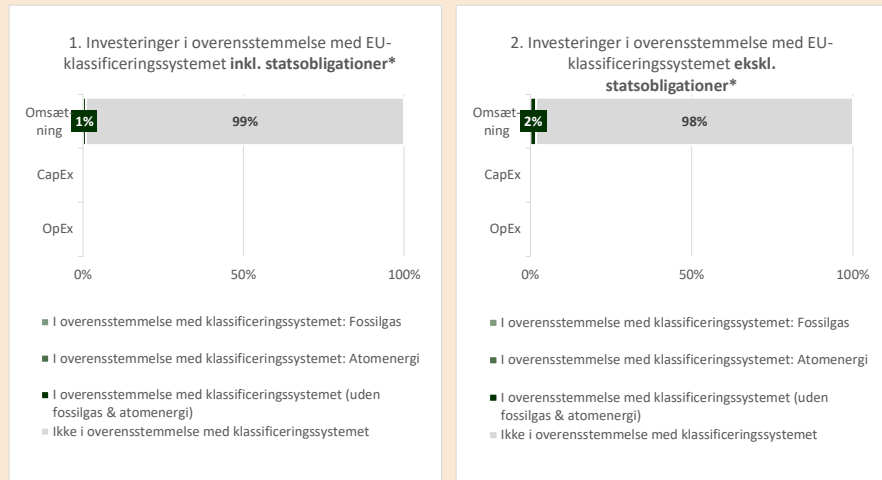 1. Investeringer i overensstemmelse med EU-
klassificeringssystemet inkl. statsobligationer*
Omsæt-
ning
1%
99%
CapEx
OpEx
0%
50%
100%
I overensstemmelse med klassificeringssystemet: Fossilgas
I overensstemmelse med klassificeringssystemet: Atomenergi
I overensstemmelse med klassificeringssystemet (uden
fossilgas & atomenergi)
Ikke i overensstemmelse med klassificeringssystemet
2. Investeringer i overensstemmelse med EU-
klassificeringssystemet ekskl.
statsobligationer*
Omsæt-
ning
2%
98%
CapEx
OpEx
0%
50%
100%
I overensstemmelse med klassificeringssystemet: Fossilgas
I overensstemmelse med klassificeringssystemet: Atomenergi
I overensstemmelse med klassificeringssystemet (uden
fossilgas & atomenergi)
Ikke i overensstemmelse med klassificeringssystemet